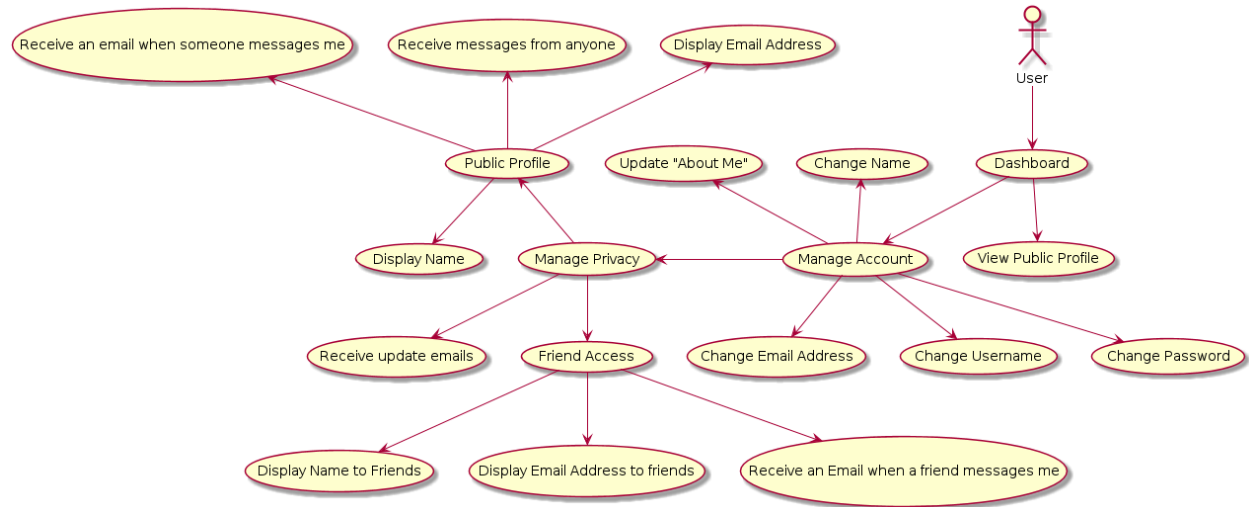 Receive an email when someone messages me
Receive messages from anyone
Display Email Address
User
Public Profile
Update "About Me"
Change Name
Dashboard
Display Name
Manage Privacy
Manage Account
View Public Profile
Receive update emails
Friend Access
Change Email Address
Change Username
Change Password
Display Name to Friends
Display Email Address to friends
Receive an Email when a friend messages me